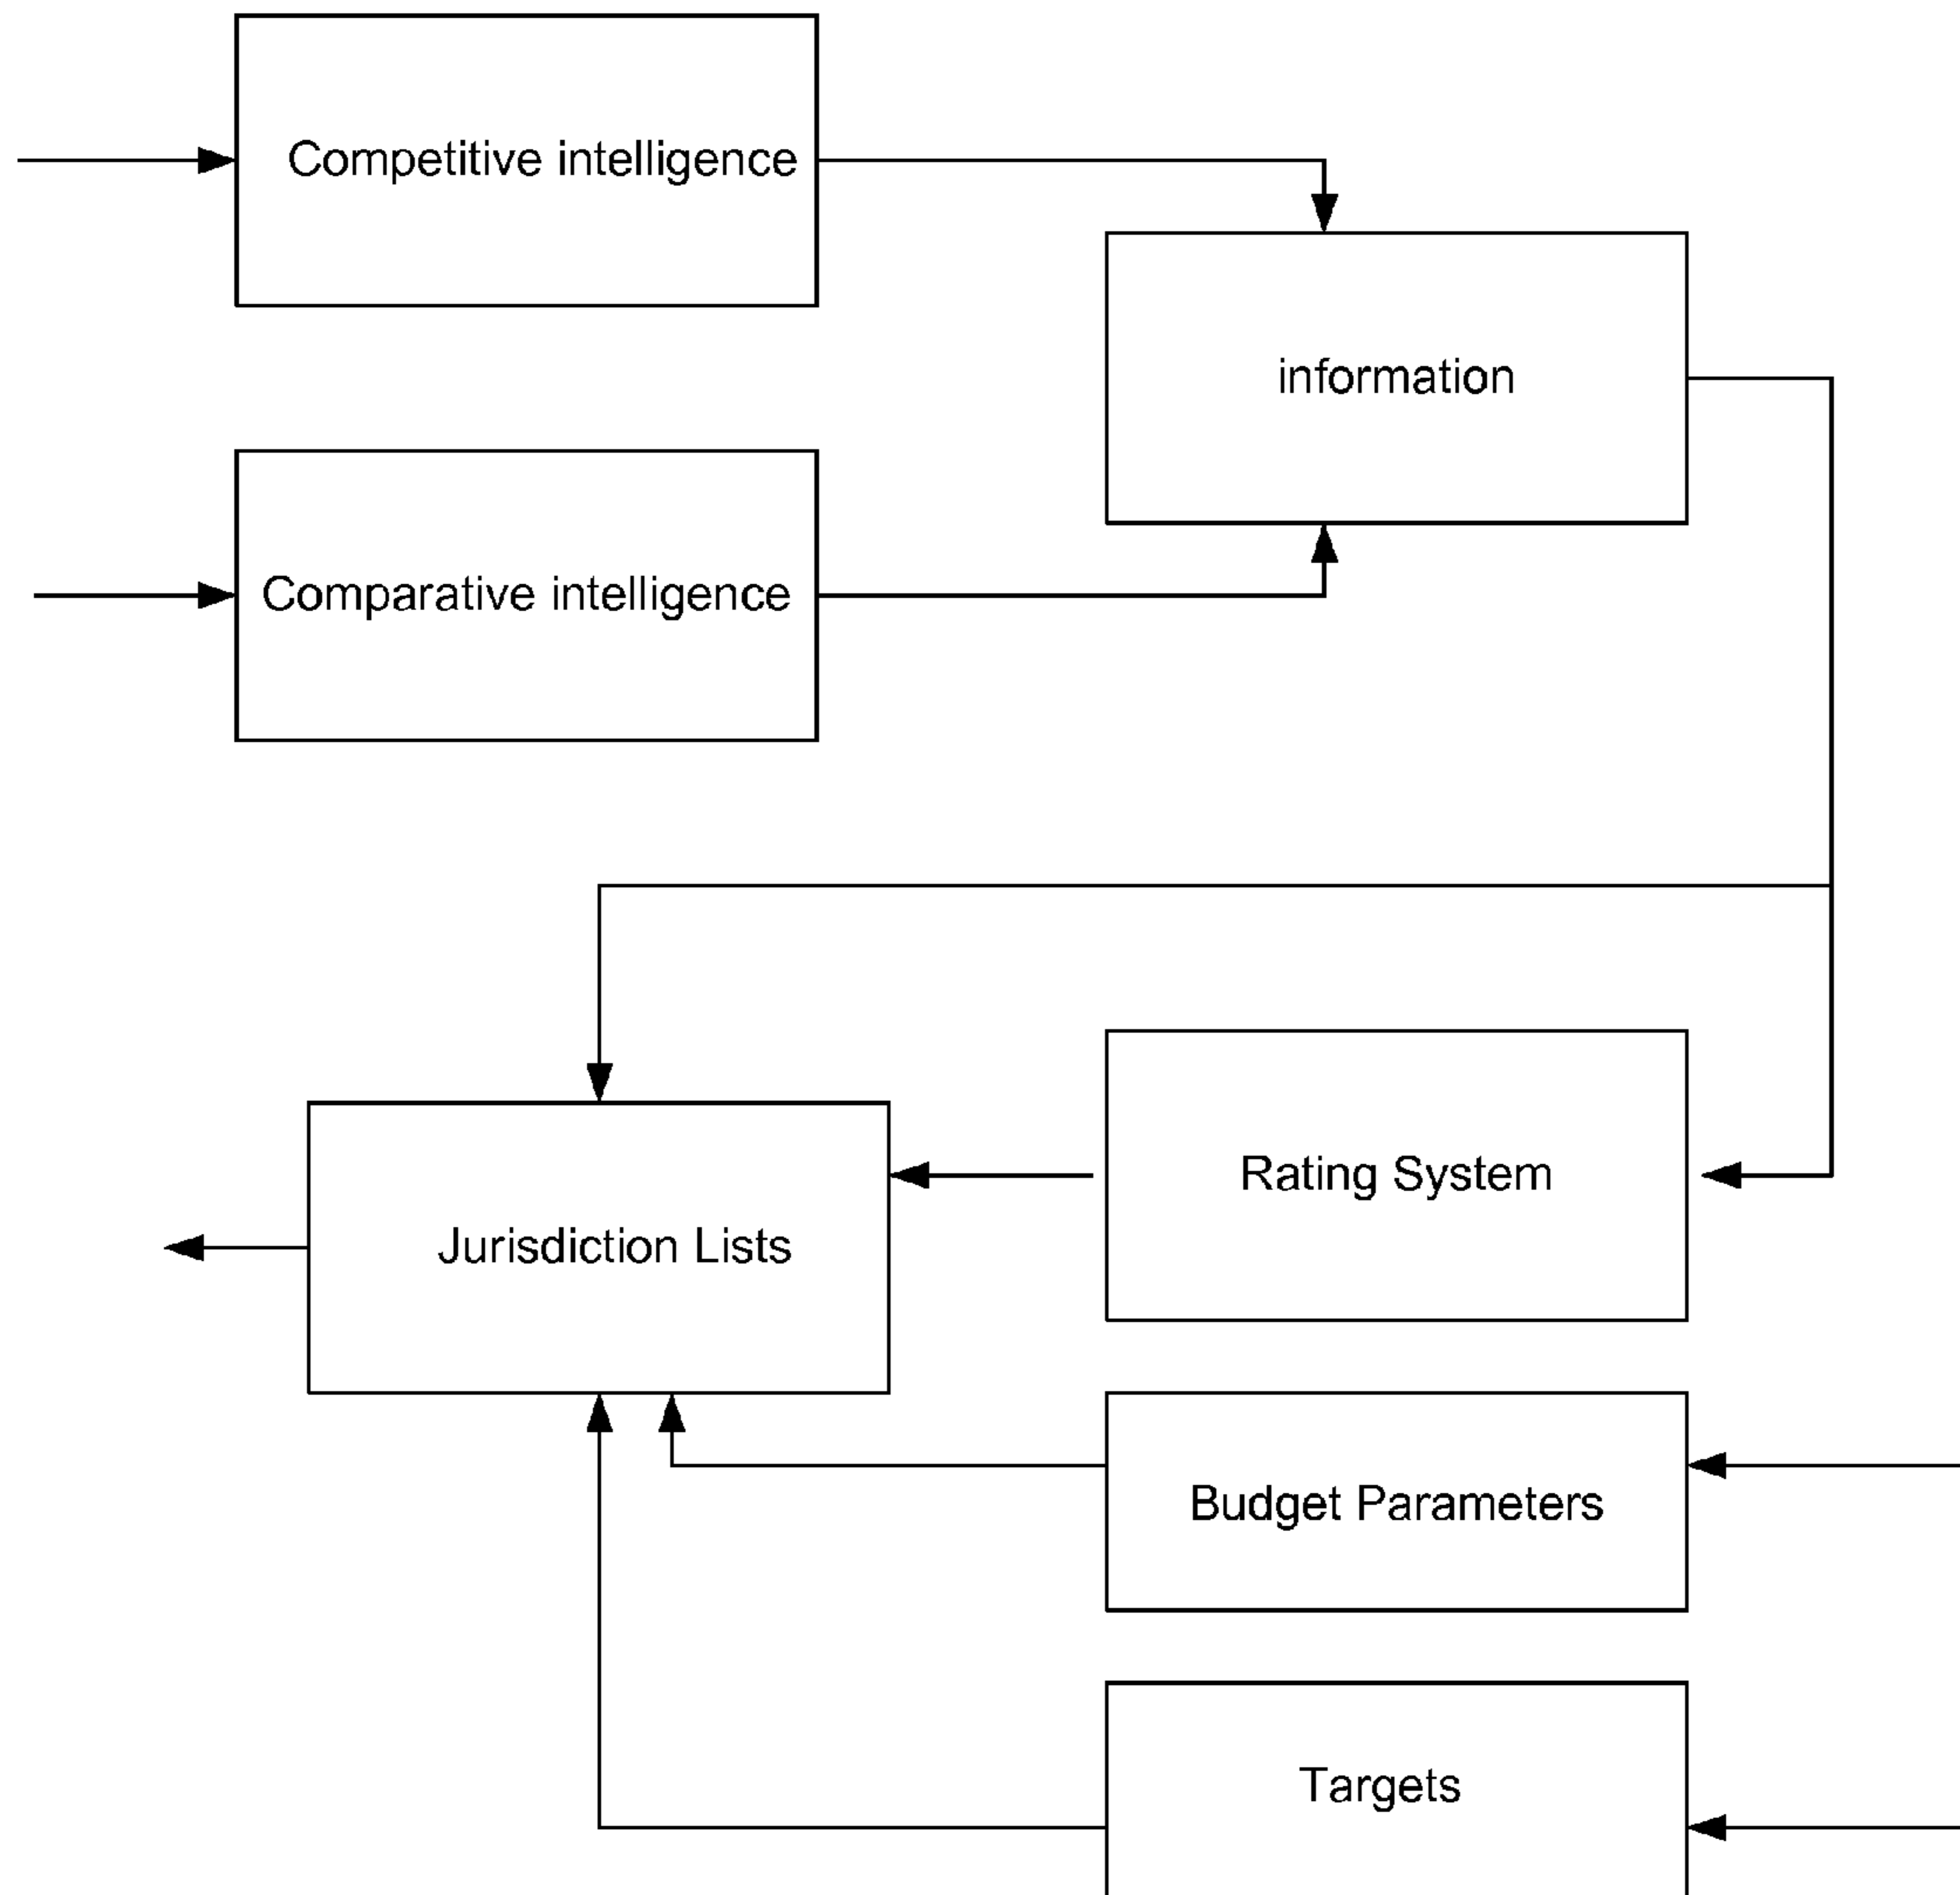 Competitive intelligence
information
Comparative intelligence
Rating System
Jurisdiction Lists
Budget Parameters
Targets